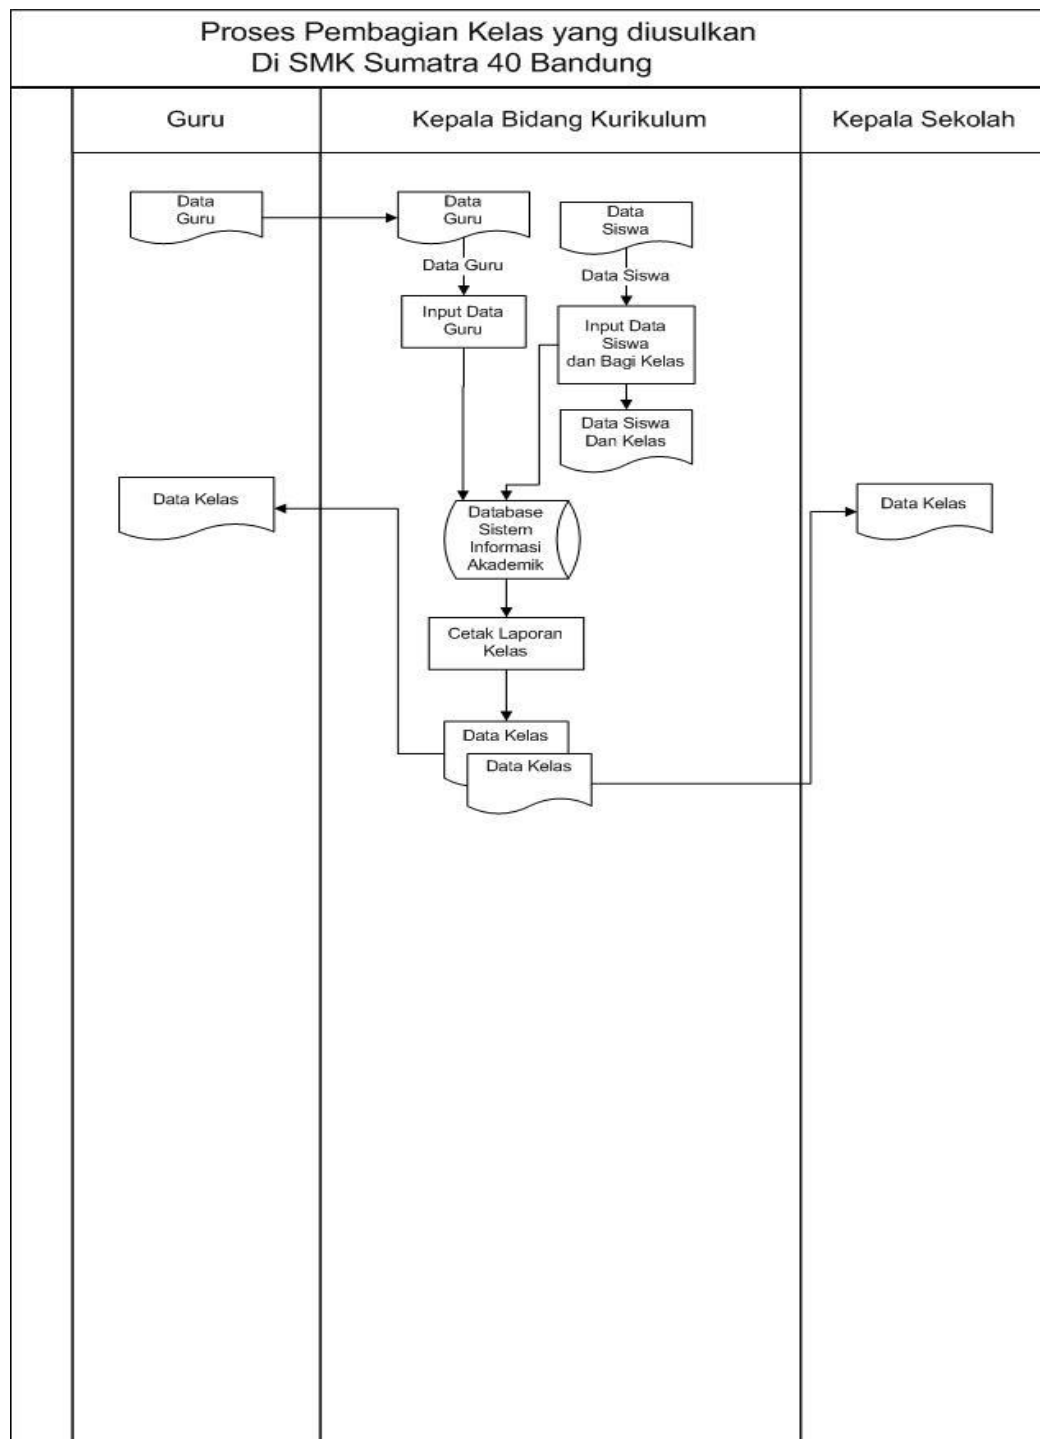 Proses Pembagian Kelas yang diusulkan
Di SMK Sumatra 40 Bandung
Guru
Kepala Bidang Kurikulum
Kepala Sekolah
Data
Guru
Data
Guru
Data
Siswa
Data Guru
Data Siswa
Input Data
Guru
Input Data
Siswa
dan Bagi Kelas
Data Siswa
Dan Kelas
Data Kelas
Database
Sistem
Informasi
Akademik
Data Kelas
Cetak Laporan
Kelas
Data Kelas
Data Kelas